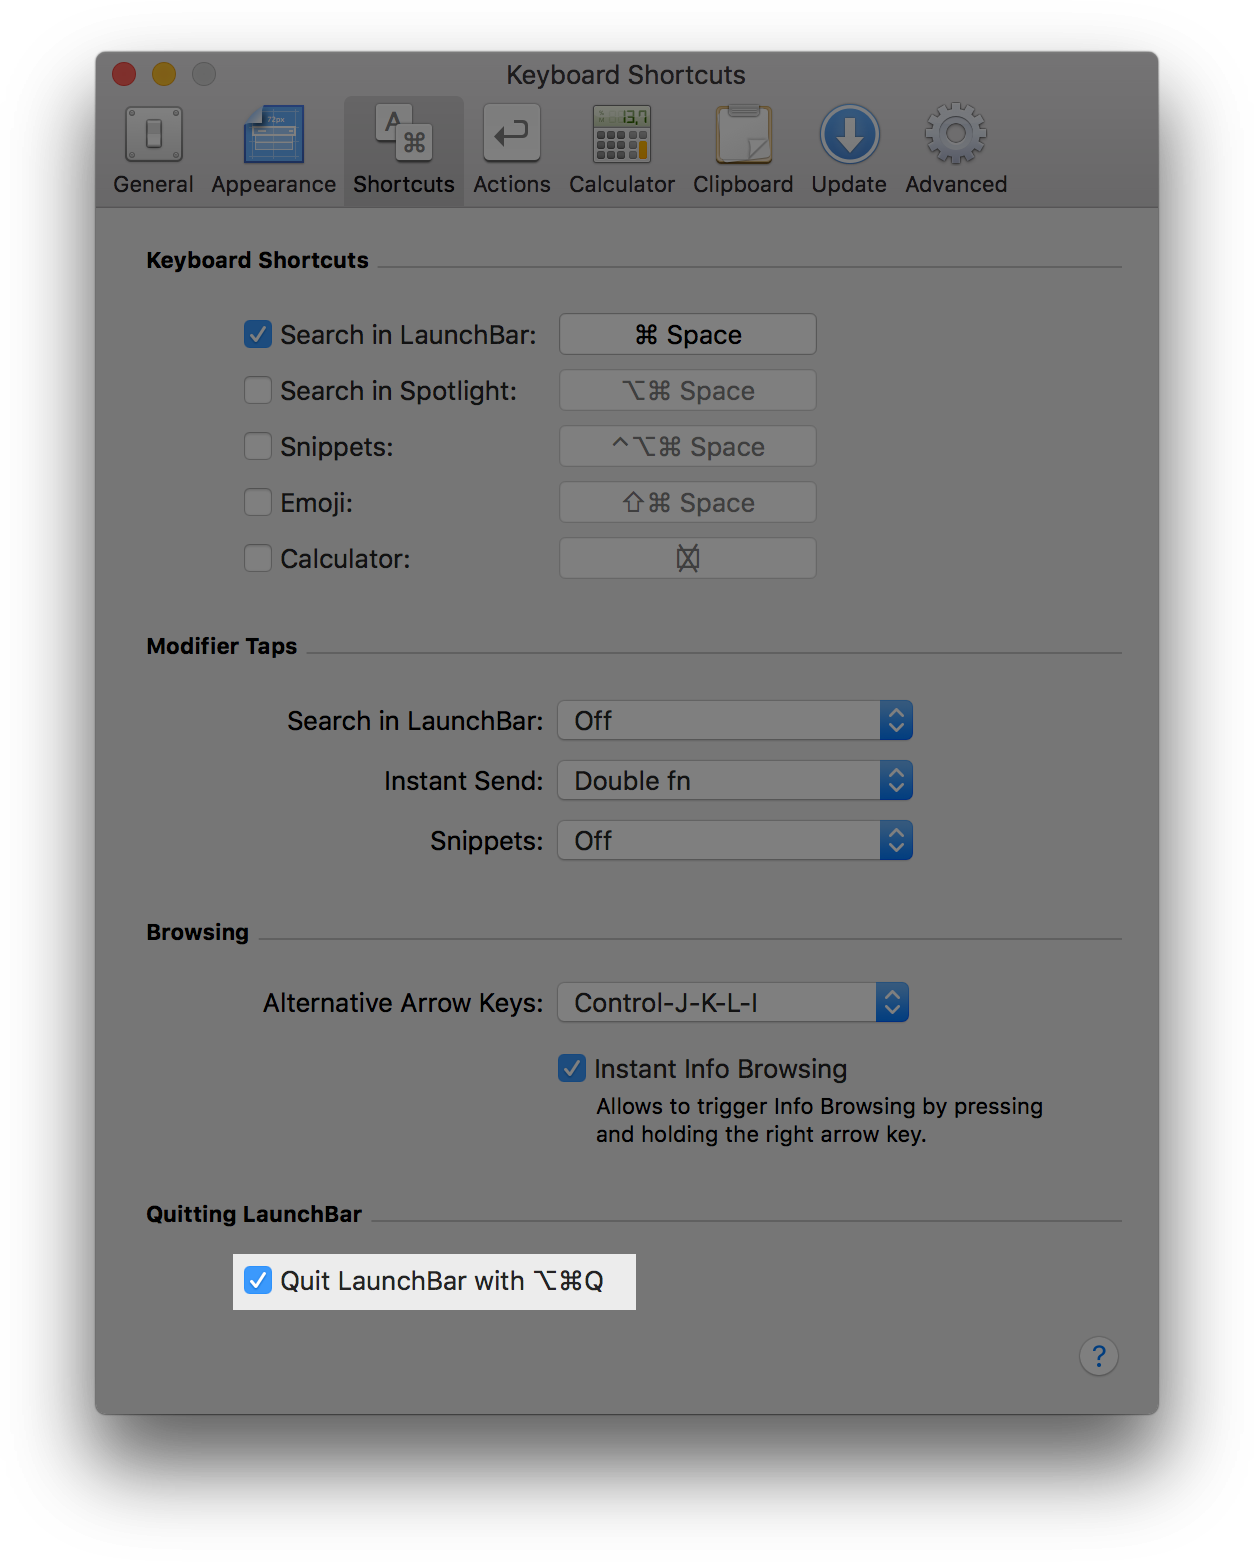 Keyboard Shortcuts
72px
A
⌘
13,7
General Appearance Shortcuts Actions Calculator Clipboard Update Advanced
Keyboard Shortcuts
Search in LaunchBar: ⌘ Space
Search in Spotlight: ⌥⌘ Space
Snippets: ^⌥⌘ Space
Emoji: ⇧⌘ Space
Calculator:
Modifier Taps
Search in LaunchBar: Off
Instant Send: Double fn
Snippets: Off
Browsing
Alternative Arrow Keys: Control-J-K-L-I
Instant Info Browsing
Allows to trigger Info Browsing by pressing
and holding the right arrow key.
Quitting LaunchBar
Quit LaunchBar with ⌥⌘Q
?